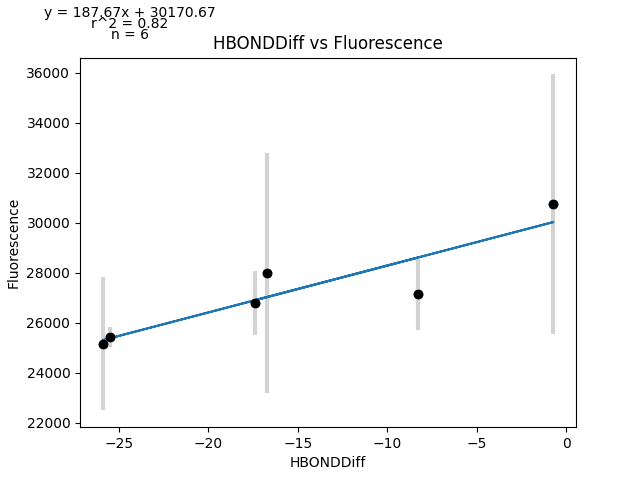 y = 187.67x + 30170.67
r^2 = 0.82
n = 6
HBONDDiff vs Fluorescence
36000
34000
32000
30000
28000
26000
24000
22000
Fluorescence
−25
−20
−15
−10
−5
0
HBONDDiff